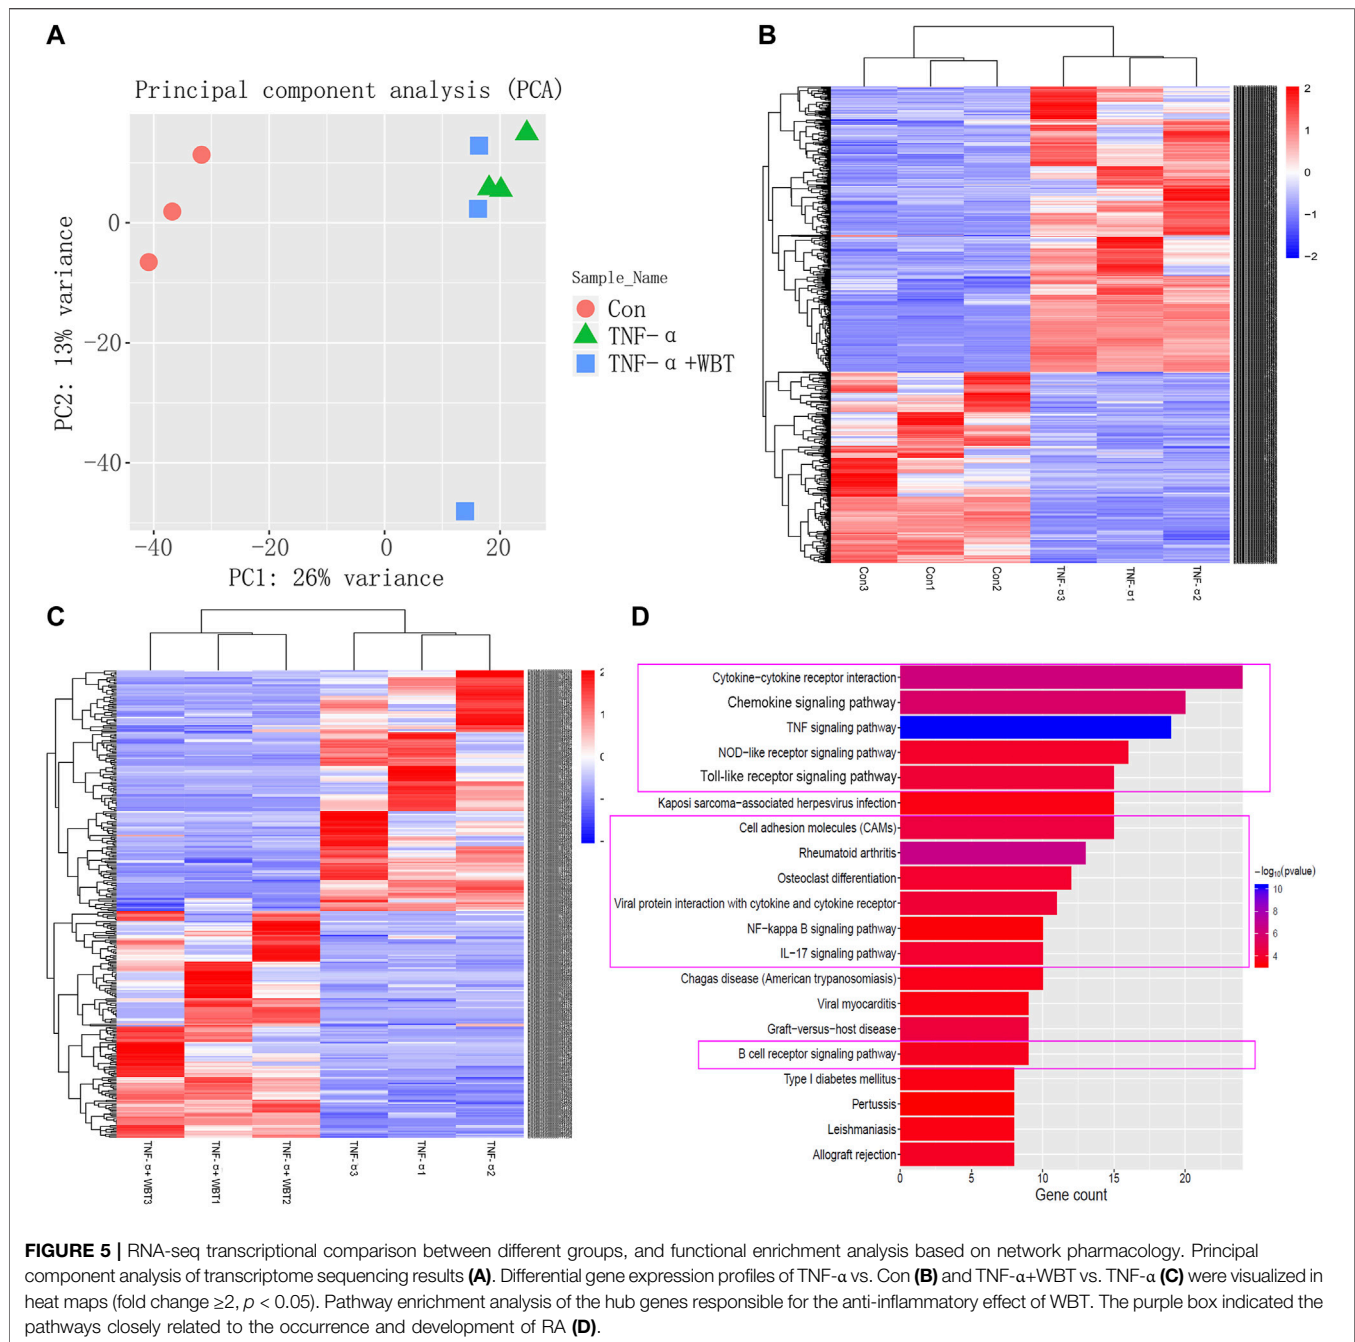 A
Principal component analysis (PCA)
PC2: 13% variance
0
-20
-40
-40
-20
0
20
PC1: 26% variance
Sample_Name
Con
TNF-α
TNF-α+WBT
B
2
1
0
-1
-2
Con3
Con1
Con2
TNF-α3
TNF-α1
TNF-α2
C
2
1
0
TNF-α+WBT3
TNF-α+WBT1
TNF-α+WBT2
TNF-α3
TNF-α1
TNF-α2
D
Cytokine-cytokine receptor interaction
Chemokine signaling pathway
TNF signaling pathway
NOD-like receptor signaling pathway
Toll-like receptor signaling pathway
Kaposi sarcoma-associated herpesvirus infection
Cell adhesion molecules (CAMs)
Rheumatoid arthritis
Osteoclast differentiation
Viral protein interaction with cytokine and cytokine receptor
NF-kappa B signaling pathway
IL-17 signaling pathway
Chagas disease (American trypanosomiasis)
Viral myocarditis
Graft-versus-host disease
B cell receptor signaling pathway
Type I diabetes mellitus
Pertussis
Leishmaniasis
Allograft rejection
0
5
10
15
20
Gene count
-log10(pvalue)
10
8
6
4
FIGURE 5 | RNA-seq transcriptional comparison between different groups, and functional enrichment analysis based on network pharmacology. Principal
component analysis of transcriptome sequencing results (A). Differential gene expression profiles of TNF-α vs. Con (B) and TNF-α+WBT vs. TNF-α (C) were visualized in
heat maps (fold change ≥2, p < 0.05). Pathway enrichment analysis of the hub genes responsible for the anti-inflammatory effect of WBT. The purple box indicated the
pathways closely related to the occurrence and development of RA (D).